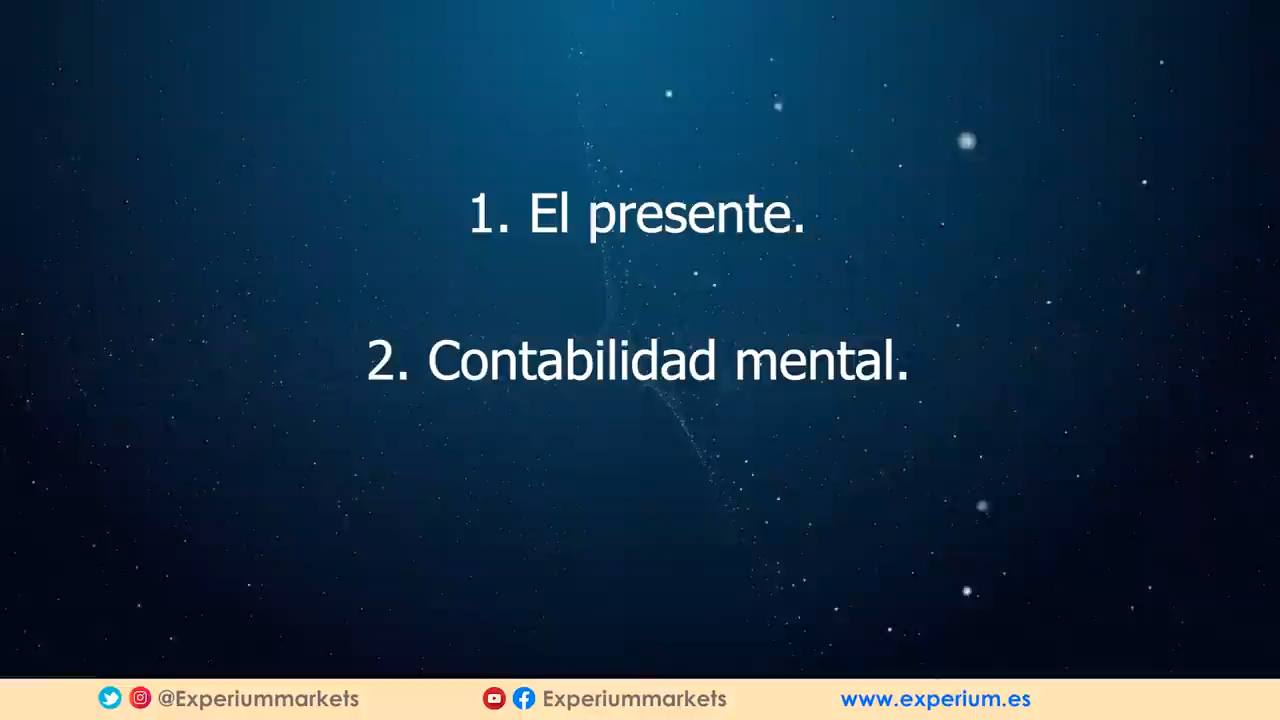 1. El presente.
2. Contabilidad mental.
@Experiummarkets Experiummarkets www.experium.es